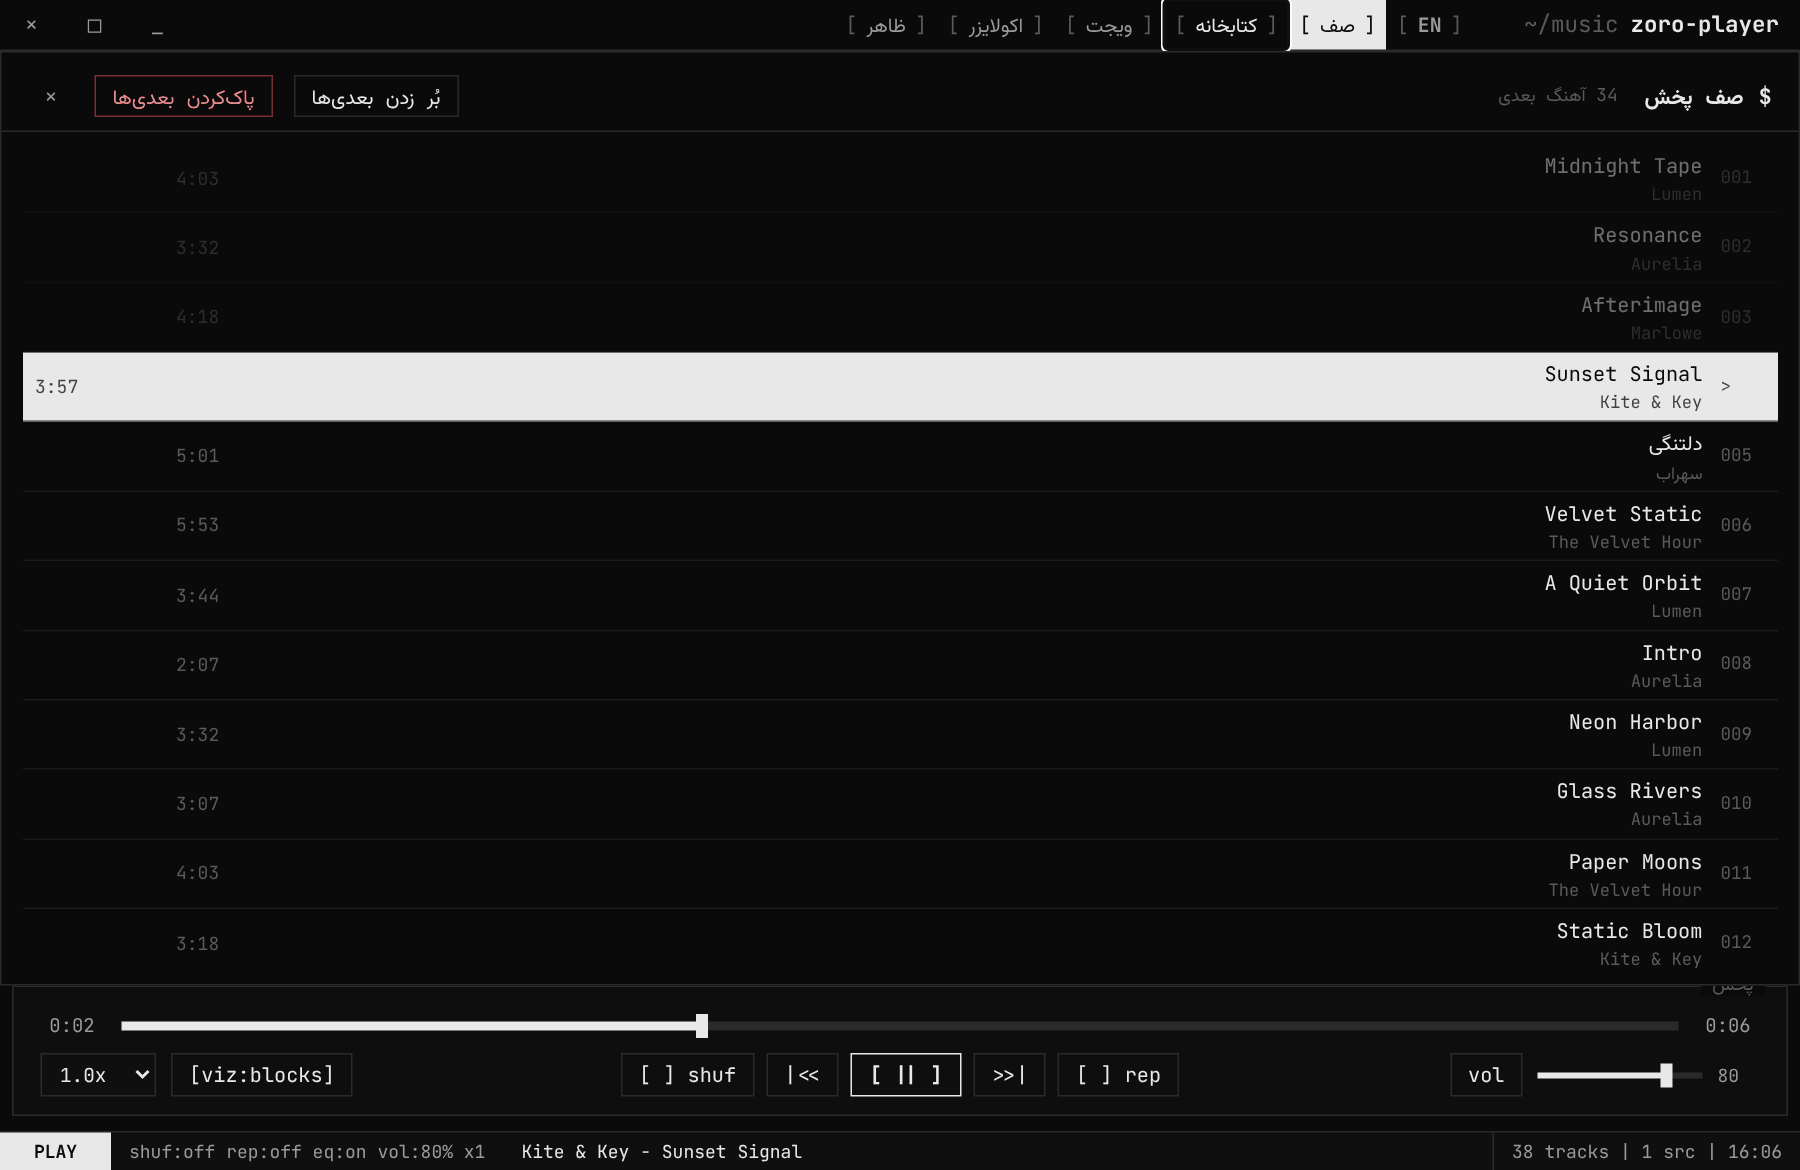 zoro-player ~/music [ EN ] [ صف ] [ کتابخانه ] [ ویجت ] [ اکولایزر ] [ ظاهر ] _ □ ×
$ صف پخش 34 آهنگ بعدی بُر زدن بعدی‌ها پاک‌کردن بعدی‌ها ×
001 Midnight Tape 4:03
Lumen
002 Resonance 3:32
Aurelia
003 Afterimage 4:18
Marlowe
> Sunset Signal 3:57
Kite & Key
005 دلتنگی 5:01
سهراب
006 Velvet Static 5:53
The Velvet Hour
007 A Quiet Orbit 3:44
Lumen
008 Intro 2:07
Aurelia
009 Neon Harbor 3:32
Lumen
010 Glass Rivers 3:07
Aurelia
011 Paper Moons 4:03
The Velvet Hour
012 Static Bloom 3:18
Kite & Key
پخش
0:02 0:06
1.0x [viz:blocks] [ ] shuf |<< [ || ] >>| [ ] rep vol 80
PLAY shuf:off rep:off eq:on vol:80% x1 Kite & Key - Sunset Signal 38 tracks | 1 src | 16:06